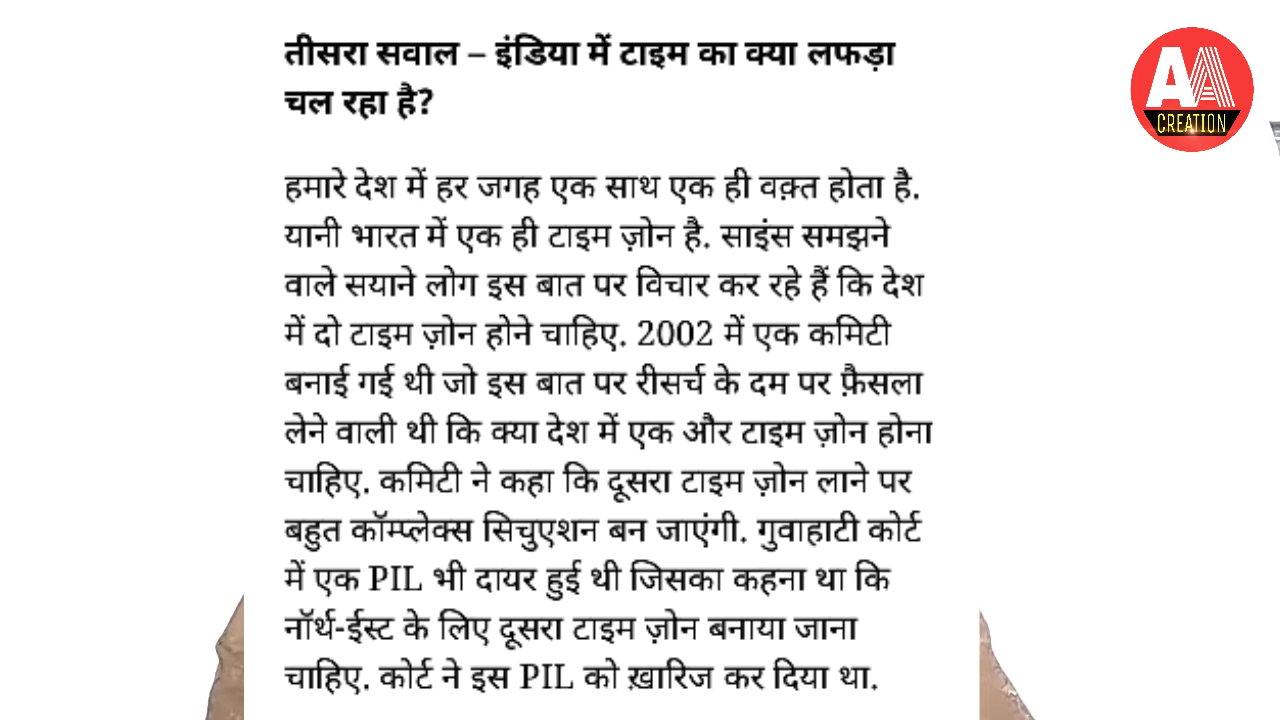 तीसरा सवाल – इंडिया में टाइम का क्या लफड़ा
चल रहा है?
हमारे देश में हर जगह एक साथ एक ही वक़्त होता है.
यानी भारत में एक ही टाइम ज़ोन है. साइंस समझने
वाले सयाने लोग इस बात पर विचार कर रहे हैं कि देश
में दो टाइम ज़ोन होने चाहिए. 2002 में एक कमिटी
बनाई गई थी जो इस बात पर रीसर्च के दम पर फ़ैसला
लेने वाली थी कि क्या देश में एक और टाइम ज़ोन होना
चाहिए. कमिटी ने कहा कि दूसरा टाइम ज़ोन लाने पर
बहुत कॉम्प्लेक्स सिचुएशन बन जाएंगी. गुवाहाटी कोर्ट
में एक PIL भी दायर हुई थी जिसका कहना था कि
नॉर्थ-ईस्ट के लिए दूसरा टाइम ज़ोन बनाया जाना
चाहिए. कोर्ट ने इस PIL को ख़ारिज कर दिया था.
AA
CREATION